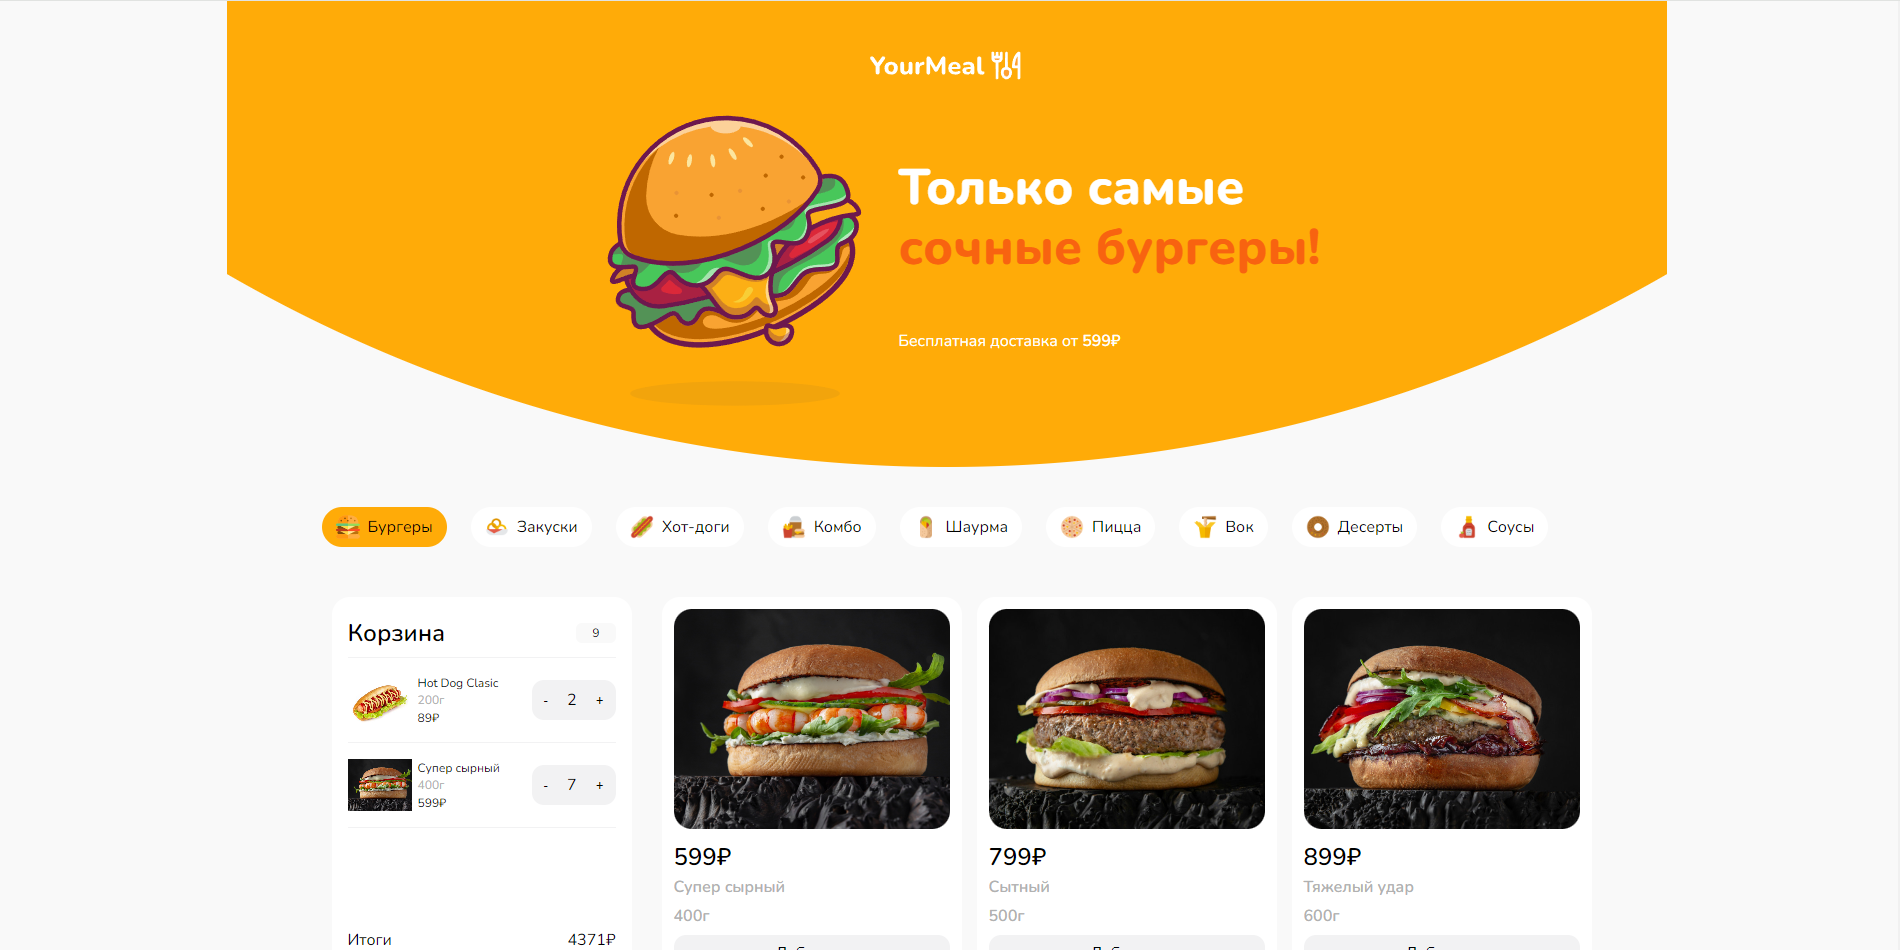 YourMeal
Только самые
сочные бургеры!
Бесплатная доставка от 599₽
Бургеры
Закуски
Хот-доги
Комбо
Шаурма
Пицца
Вок
Десерты
Соусы
Корзина
9
Hot Dog Clasic
200г
89₽
- 2 +
Супер сырный
400г
599₽
- 7 +
Итоги 4371₽
599₽
Супер сырный
400г
799₽
Сытный
500г
899₽
Тяжелый удар
600г